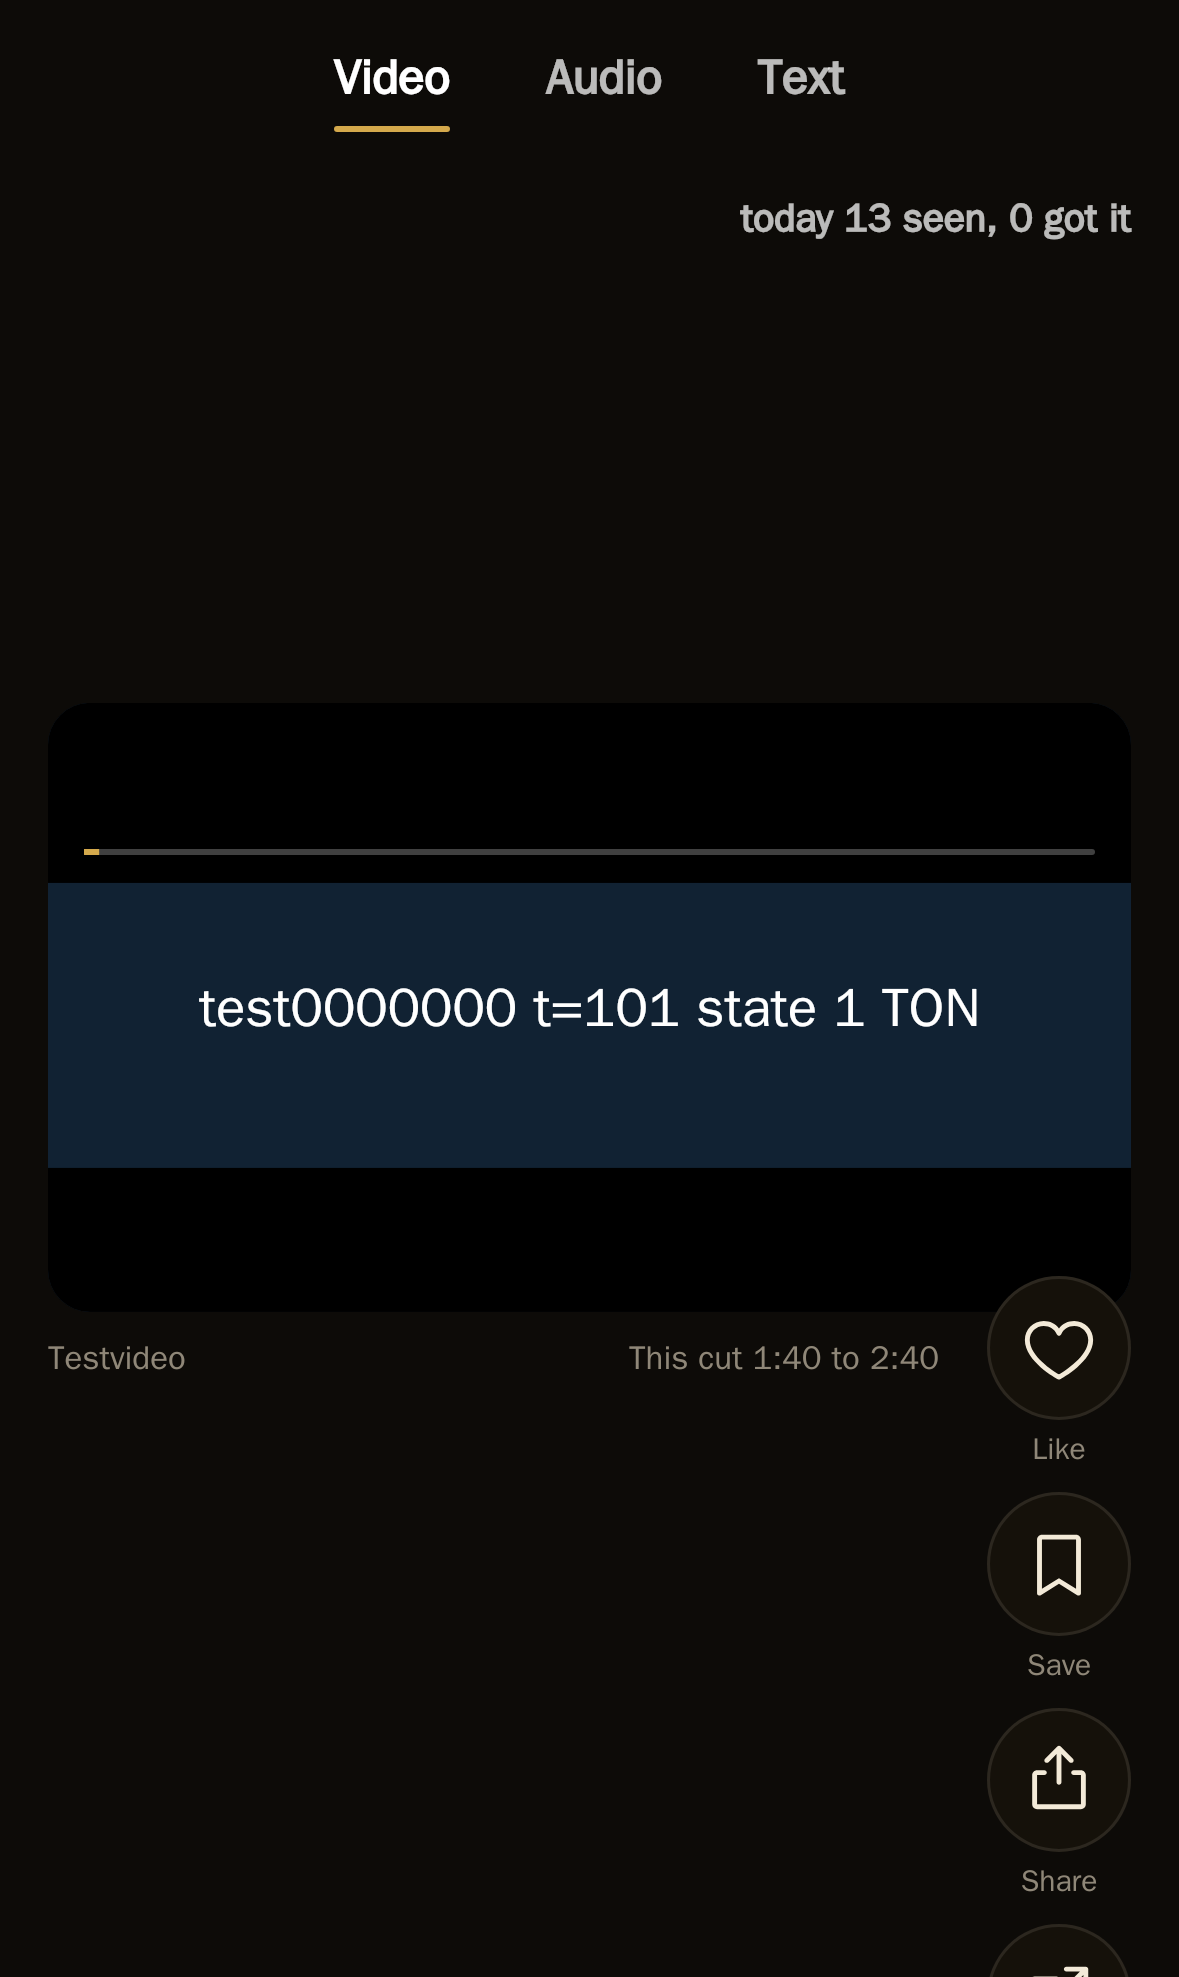 Video Audio Text
today 13 seen, 0 got it
test0000000 t=101 state 1 TON
Testvideo This cut 1:40 to 2:40
Like
Save
Share